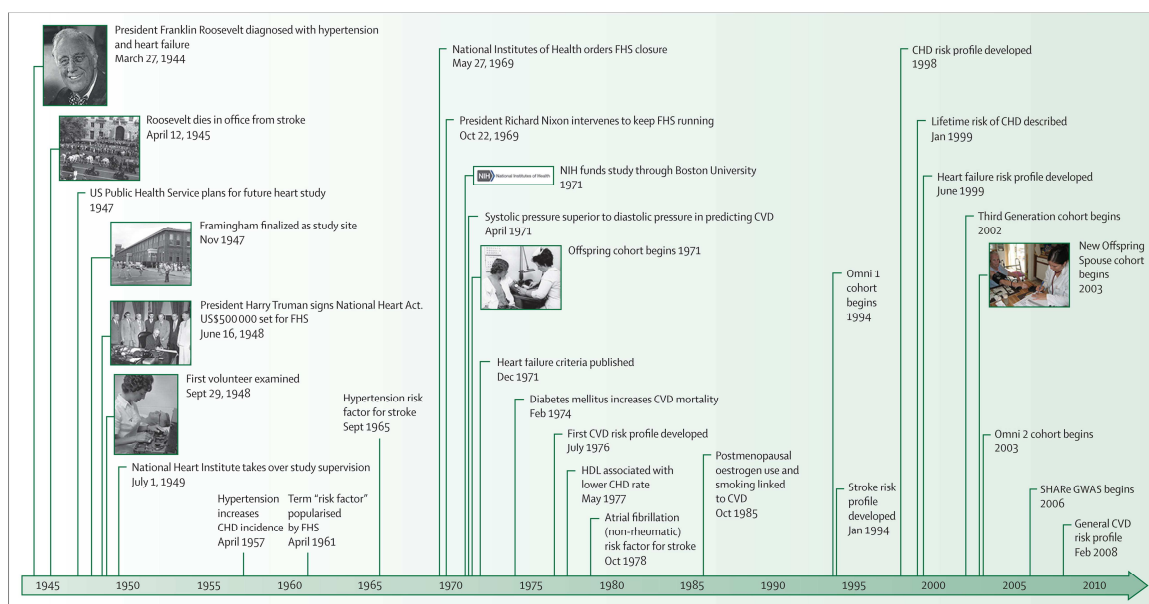 President Franklin Roosevelt diagnosed with hypertension
and heart failure
March 27, 1944
Roosevelt dies in office from stroke
April 12, 1945
US Public Health Service plans for future heart study
1947
Framingham finalized as study site
Nov 1947
President Harry Truman signs National Heart Act.
US$500 000 set for FHS
June 16, 1948
First volunteer examined
Sept 29, 1948
National Heart Institute takes over study supervision
July 1, 1949
Hypertension
increases
CHD incidence
April 1957
Term "risk factor"
popularised
by FHS
April 1961
Hypertension risk
factor for stroke
Sept 1965
National Institutes of Health orders FHS closure
May 27, 1969
President Richard Nixon intervenes to keep FHS running
Oct 22, 1969
NIH National Institutes of Health
NIH funds study through Boston University
1971
Systolic pressure superior to diastolic pressure in predicting CVD
April 1971
Offspring cohort begins 1971
Heart failure criteria published
Dec 1971
Diabetes mellitus increases CVD mortality
Feb 1974
First CVD risk profile developed
July 1976
HDL associated with
lower CHD rate
May 1977
Atrial fibrillation
(non-rheumatic)
risk factor for stroke
Oct 1978
Postmenopausal
oestrogen use and
smoking linked
to CVD
Oct 1985
Omni 1
cohort
begins
1994
Stroke risk
profile
developed
Jan 1994
CHD risk profile developed
1998
Lifetime risk of CHD described
Jan 1999
Heart failure risk profile developed
June 1999
Third Generation cohort begins
2002
New Offspring
Spouse cohort
begins
2003
Omni 2 cohort begins
2003
SHARe GWAS begins
2006
General CVD
risk profile
Feb 2008
1945 1950 1955 1960 1965 1970 1975 1980 1985 1990 1995 2000 2005 2010